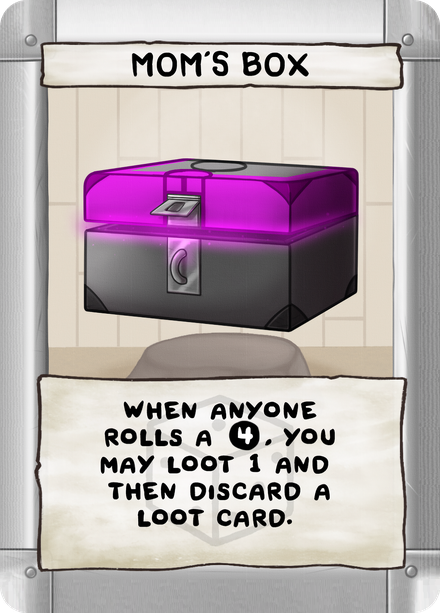 MOM'S BOX
WHEN ANYONE
ROLLS A 4, YOU
MAY LOOT 1 AND
THEN DISCARD A
LOOT CARD.